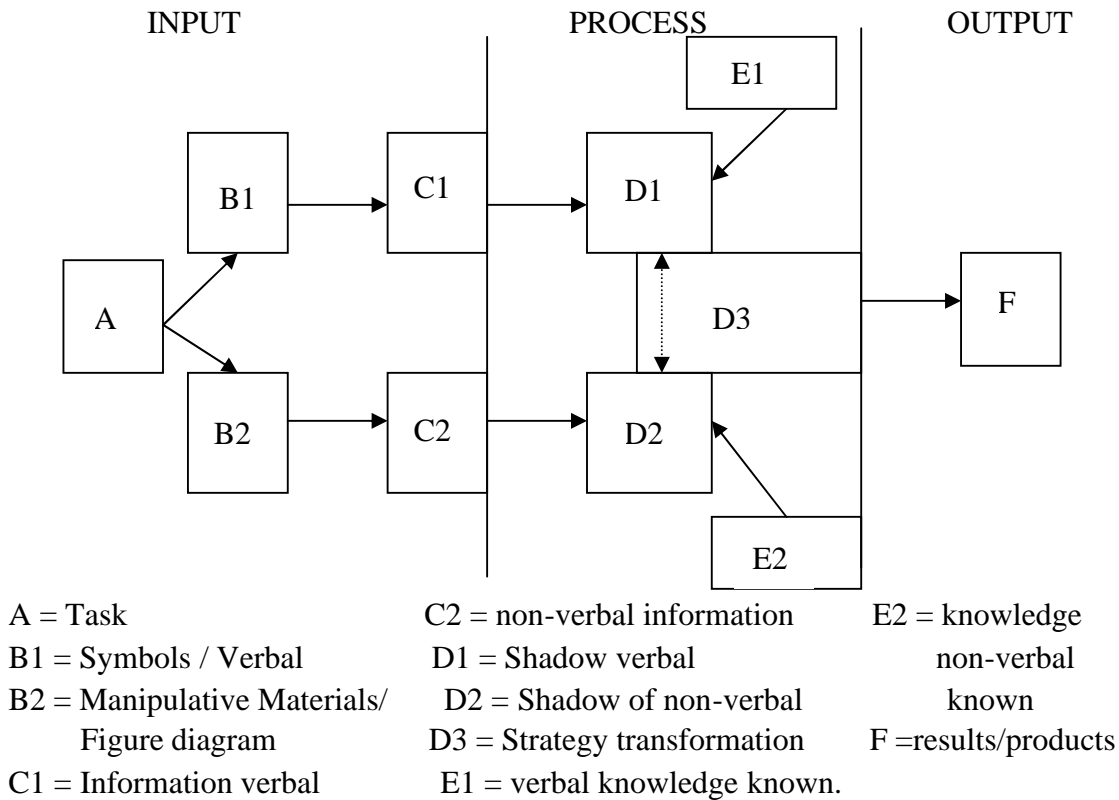 INPUT PROCESS OUTPUT
E1
B1 C1 D1
A D3 F
B2 C2 D2
E2
A = Task
B1 = Symbols / Verbal
B2 = Manipulative Materials/
Figure diagram
C1 = Information verbal
C2 = non-verbal information
D1 = Shadow verbal
D2 = Shadow of non-verbal
D3 = Strategy transformation
E1 = verbal knowledge known.
E2 = knowledge
non-verbal
known
F =results/products